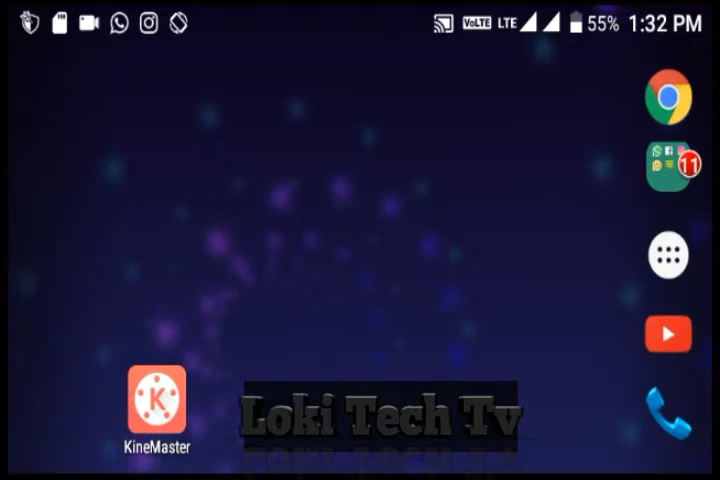 VoLTE LTE 55% 1:32 PM
11
K
KineMaster
Loki Tech Tv